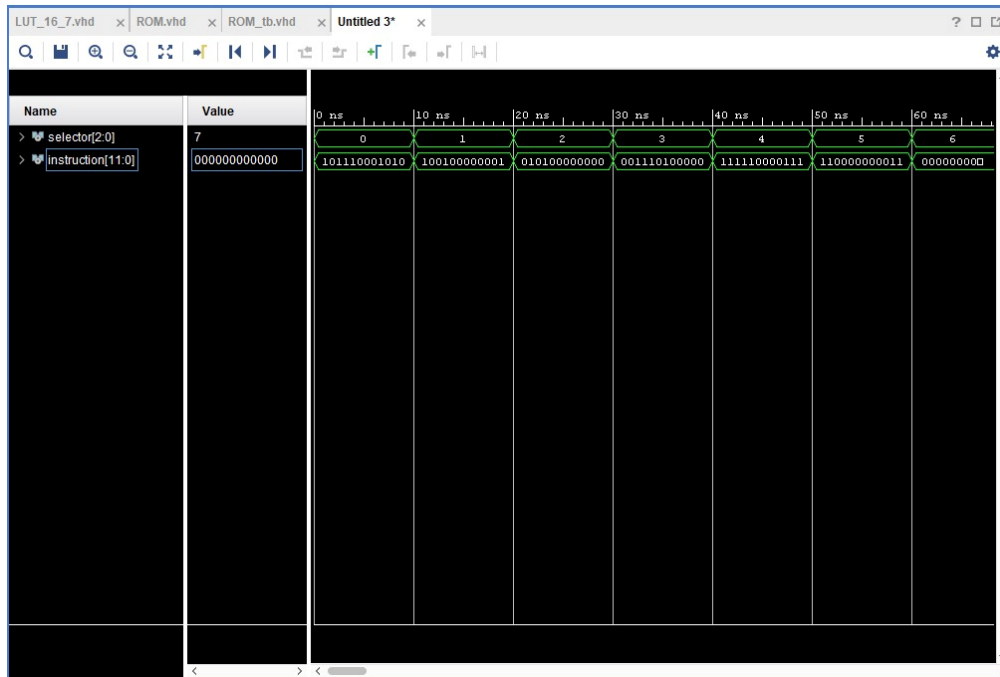 LUT_16_7.vhd × ROM.vhd × ROM_tb.vhd × Untitled 3* ×
Name Value
0 ns 10 ns 20 ns 30 ns 40 ns 50 ns 60 ns
selector[2:0] 7 0 1 2 3 4 5 6
instruction[11:0] 000000000000 101110001010 100100000001 010100000000 001110100000 111110000111 110000000011 00000000